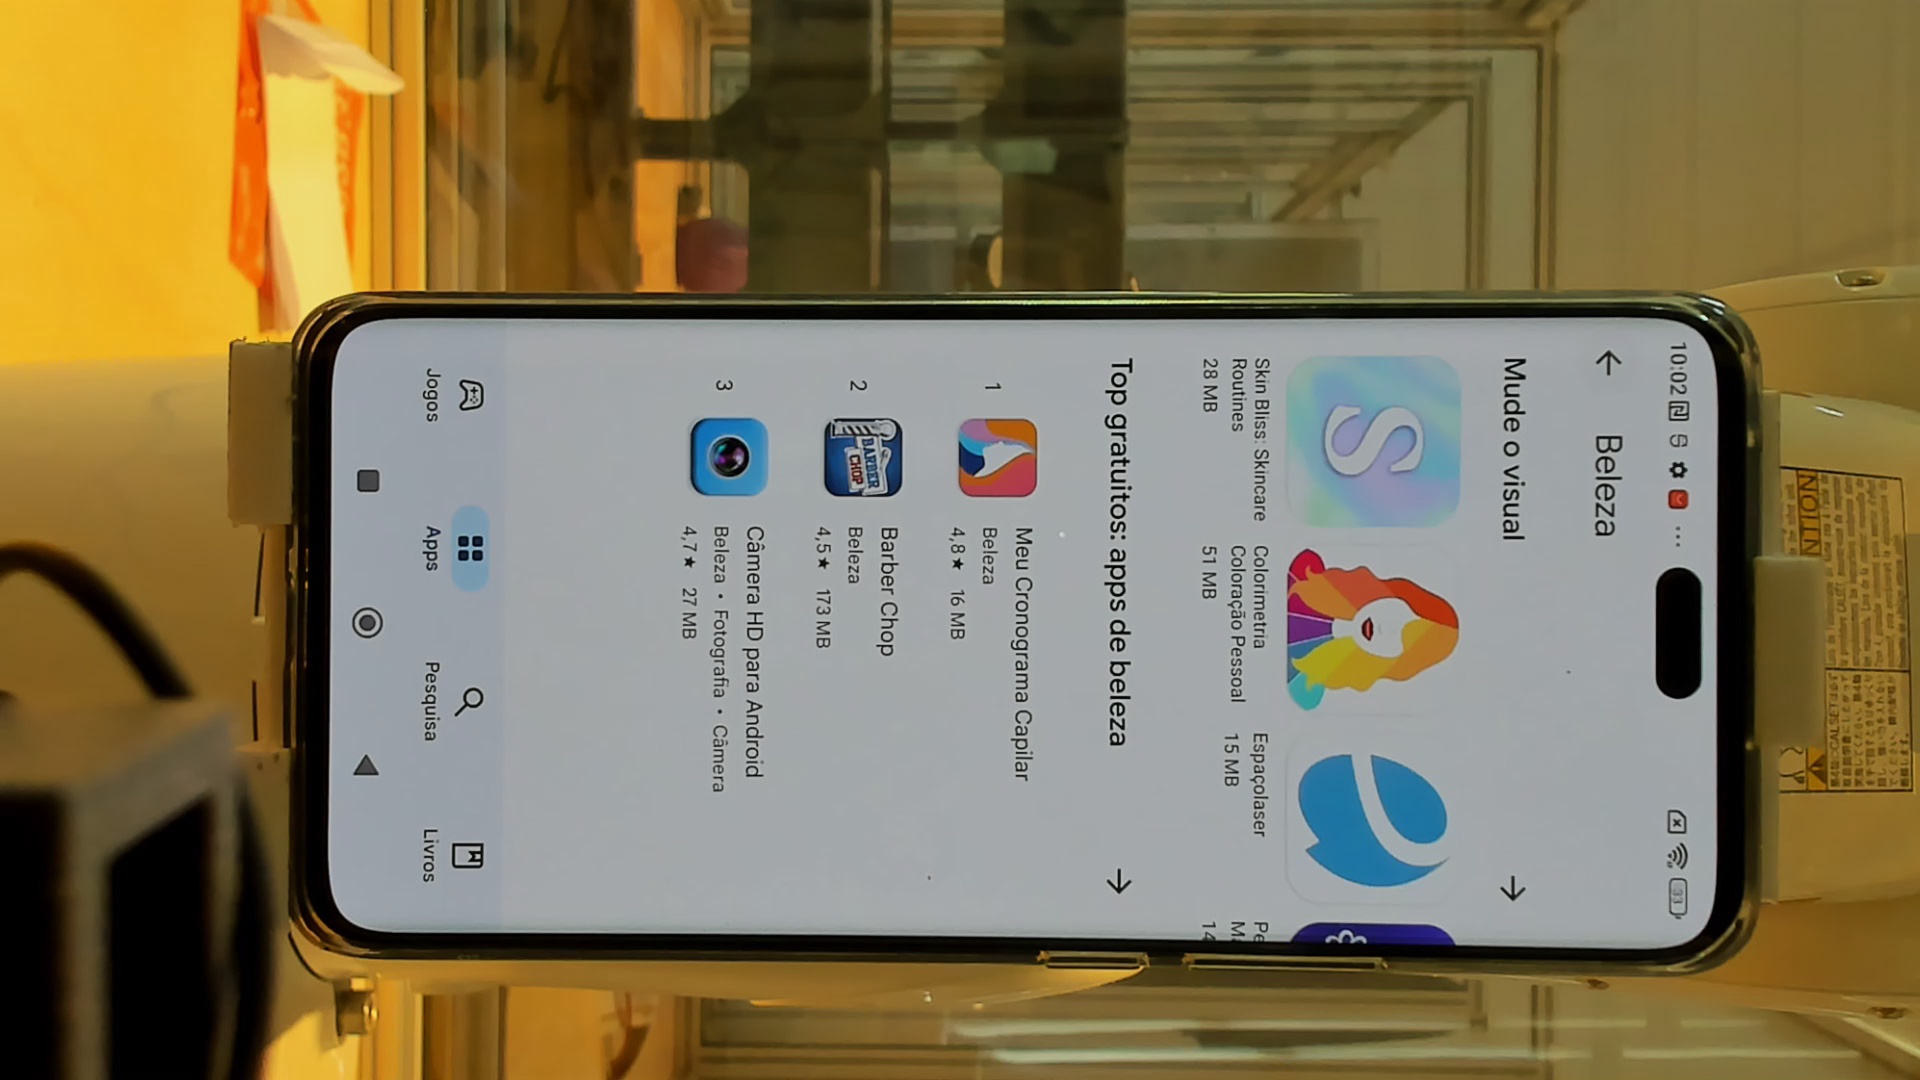 10:02
33
Beleza
Mude o visual
S
Skin Bliss: Skincare
Routines
28 MB
Colorimetria
Coloração Pessoal
51 MB
Espaçolaser
15 MB
Pe
Ma
14
Top gratuitos: apps de beleza
1
Meu Cronograma Capilar
Beleza
4,8★ 16 MB
2
BARBER
CHOP
Barber Chop
Beleza
4,5★ 173 MB
3
Câmera HD para Android
Beleza • Fotografia • Câmera
4,7★ 27 MB
Jogos
Apps
Pesquisa
Livros